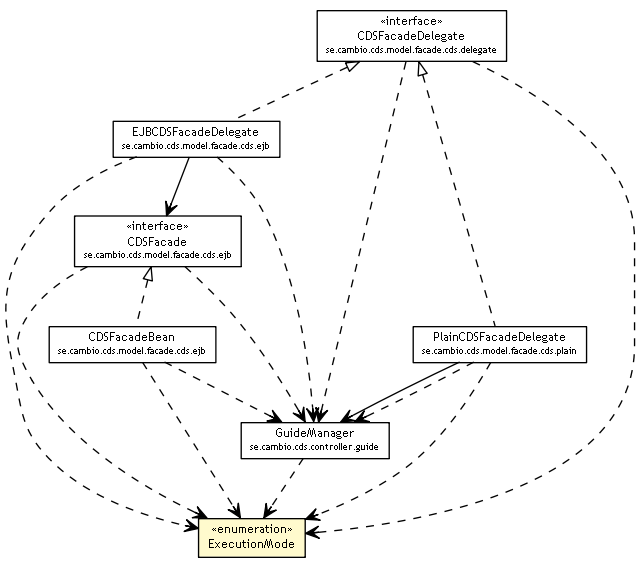 «interface»
CDSFacadeDelegate
se.cambio.cds.model.facade.cds.delegate
EJBCDSFacadeDelegate
se.cambio.cds.model.facade.cds.ejb
«interface»
CDSFacade
se.cambio.cds.model.facade.cds.ejb
CDSFacadeBean
se.cambio.cds.model.facade.cds.ejb
PlainCDSFacadeDelegate
se.cambio.cds.model.facade.cds.plain
GuideManager
se.cambio.cds.controller.guide
«enumeration»
ExecutionMode